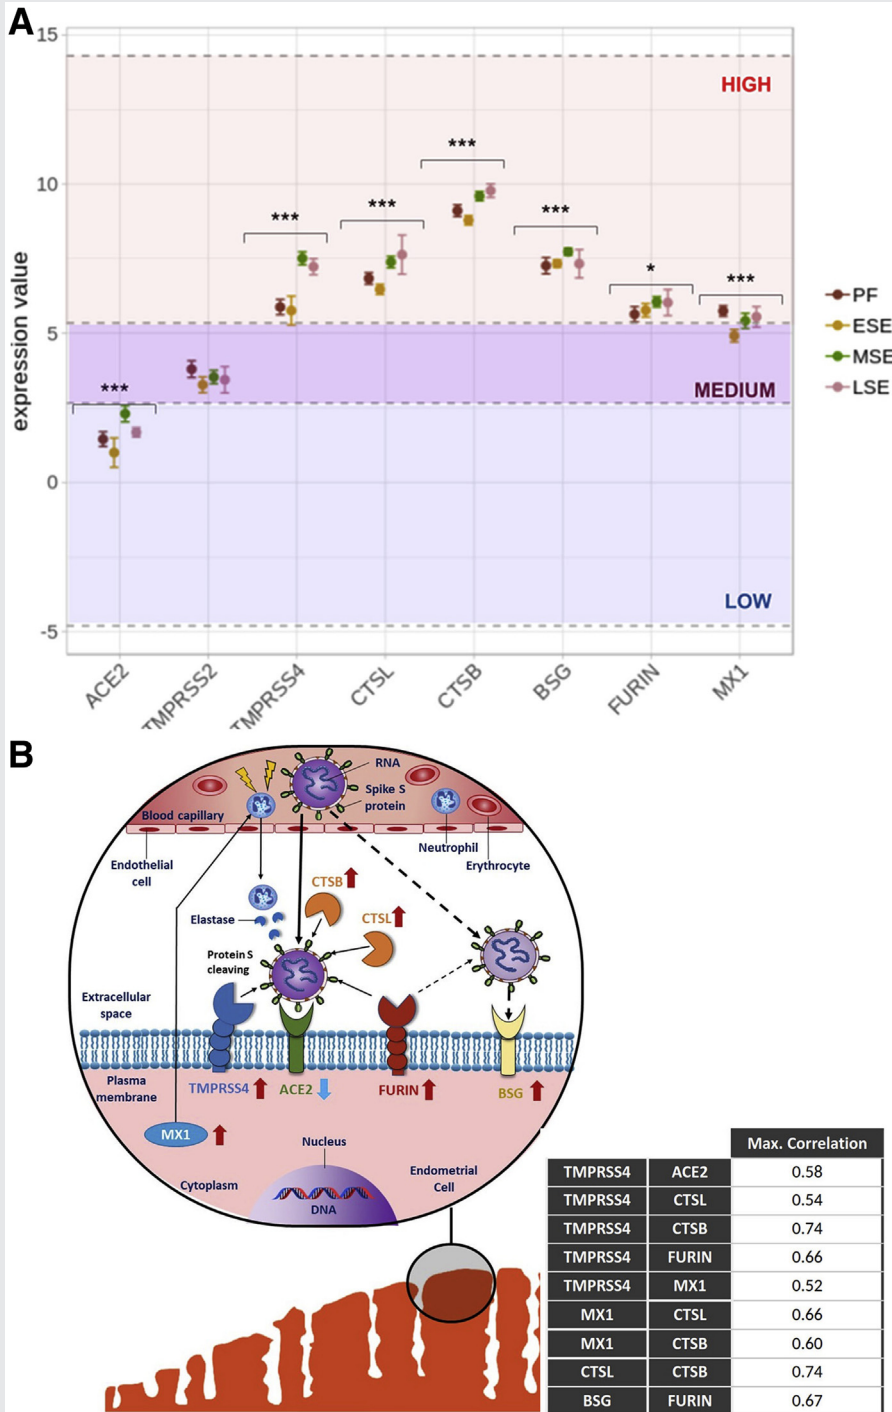 A
15
10
5
0
-5
expression value
HIGH
MEDIUM
LOW
***
***
***
***
***
*
***
ACE2
TMPRSS2
TMPRSS4
CTSL
CTSB
BSG
FURIN
MX1
PF
ESE
MSE
LSE
B
RNA
Spike S
protein
Blood capillary
Neutrophil
Erythrocyte
Endothelial
cell
CTSB
CTSL
Elastase
Protein S
cleaving
Extracellular
space
Plasma
membrane
TMPRSS4
ACE2
FURIN
BSG
MX1
Nucleus
Cytoplasm
DNA
Endometrial
Cell
Max. Correlation
TMPRSS4 ACE2 0.58
TMPRSS4 CTSL 0.54
TMPRSS4 CTSB 0.74
TMPRSS4 FURIN 0.66
TMPRSS4 MX1 0.52
MX1 CTSL 0.66
MX1 CTSB 0.60
CTSL CTSB 0.74
BSG FURIN 0.67